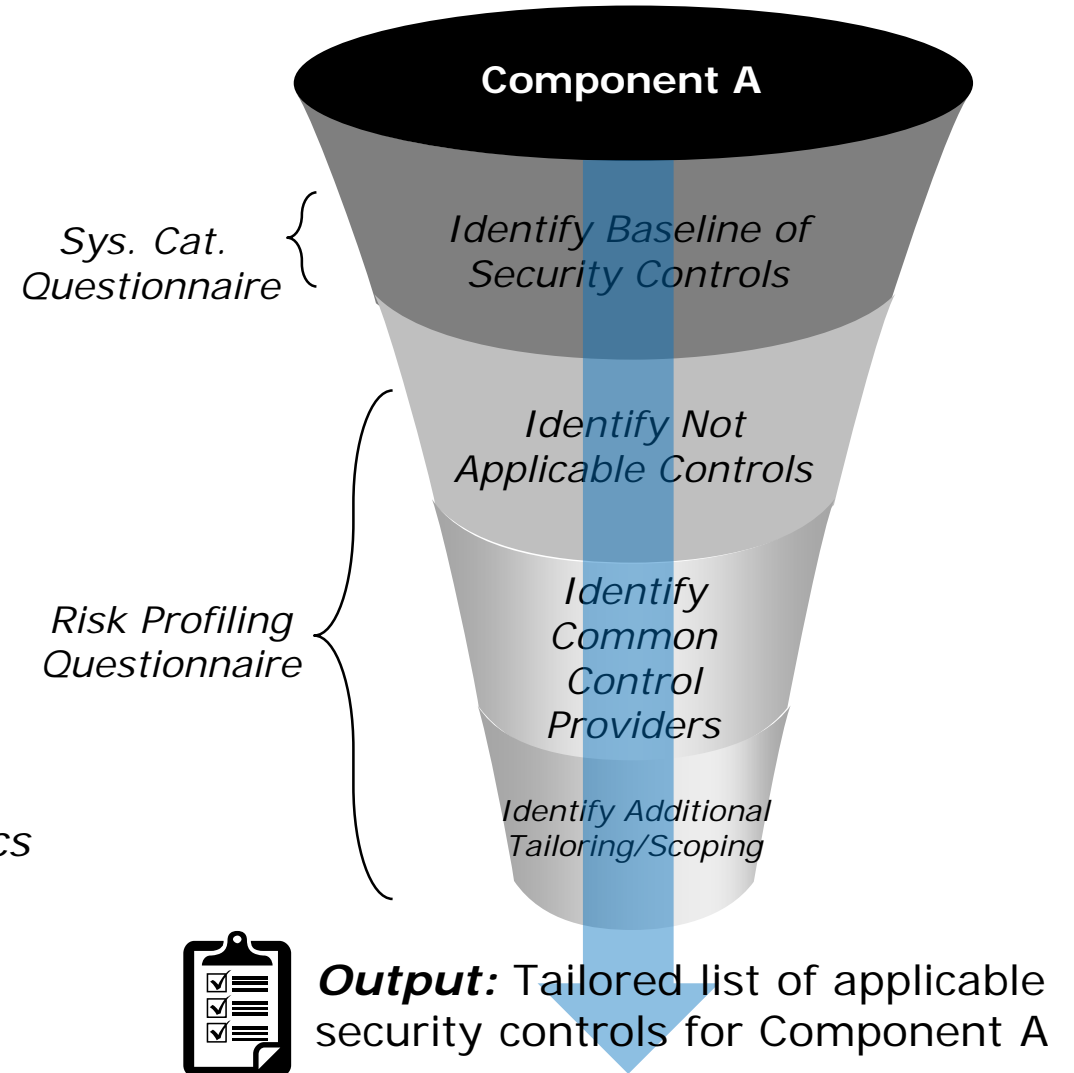 Component A
Sys. Cat.
Questionnaire
Identify Baseline of
Security Controls
Identify Not
Applicable Controls
Risk Profiling
Questionnaire
Identify
Common
Control
Providers
Identify Additional
Tailoring/Scoping
cs
Output: Tailored list of applicable
security controls for Component A